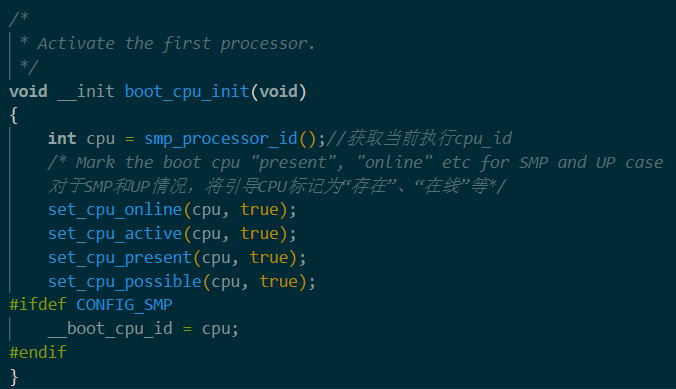 /*
 * Activate the first processor.
 */
void __init boot_cpu_init(void)
{
    int cpu = smp_processor_id();//获取当前执行cpu_id
    /* Mark the boot cpu "present", "online" etc for SMP and UP case
    对于SMP和UP情况，将引导CPU标记为“存在”、“在线”等*/
    set_cpu_online(cpu, true);
    set_cpu_active(cpu, true);
    set_cpu_present(cpu, true);
    set_cpu_possible(cpu, true);
#ifdef CONFIG_SMP
    __boot_cpu_id = cpu;
#endif
}